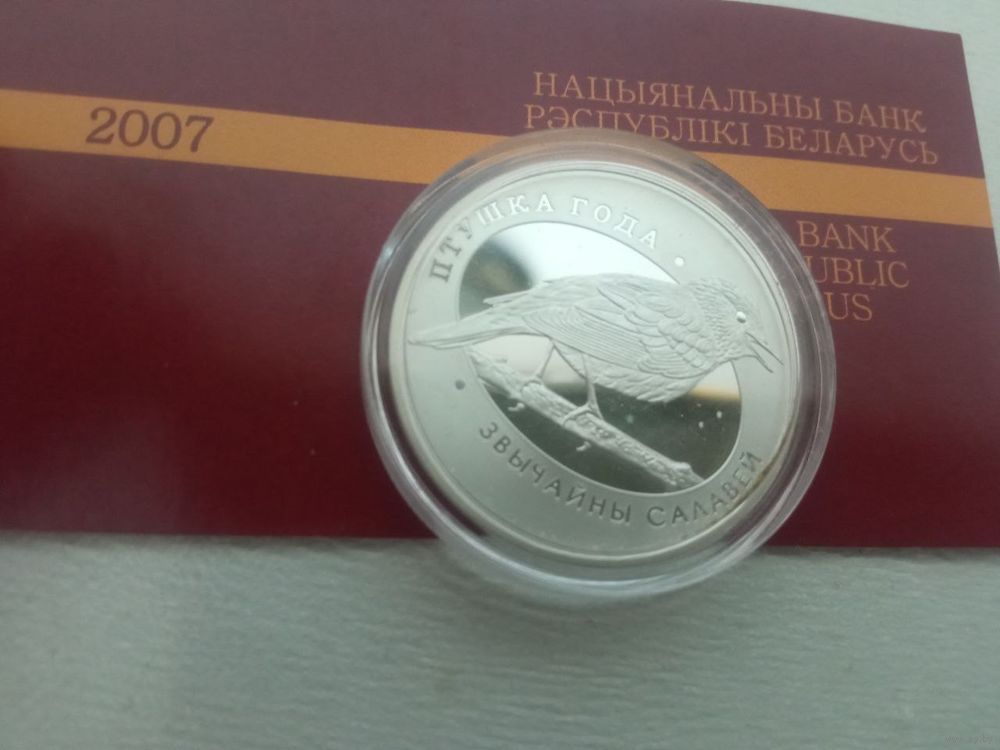 2007
НАЦЫЯНАЛЬНЫ БАНК
РЭСПУБЛІКІ БЕЛАРУСЬ
BANK
UBLIC
US
ПТУШКА ГОДА
ЗВЫЧАЙНЫ САЛАВЕЙ